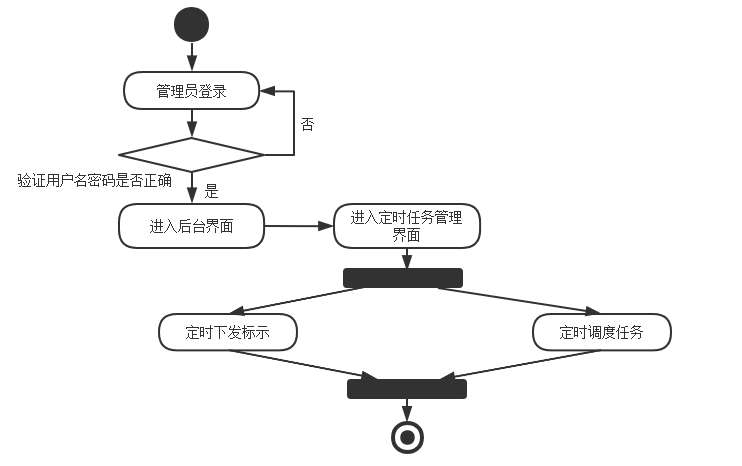 管理员登录
否
验证用户名密码是否正确
是
进入后台界面
进入定时任务管理
界面
定时下发标示
定时调度任务